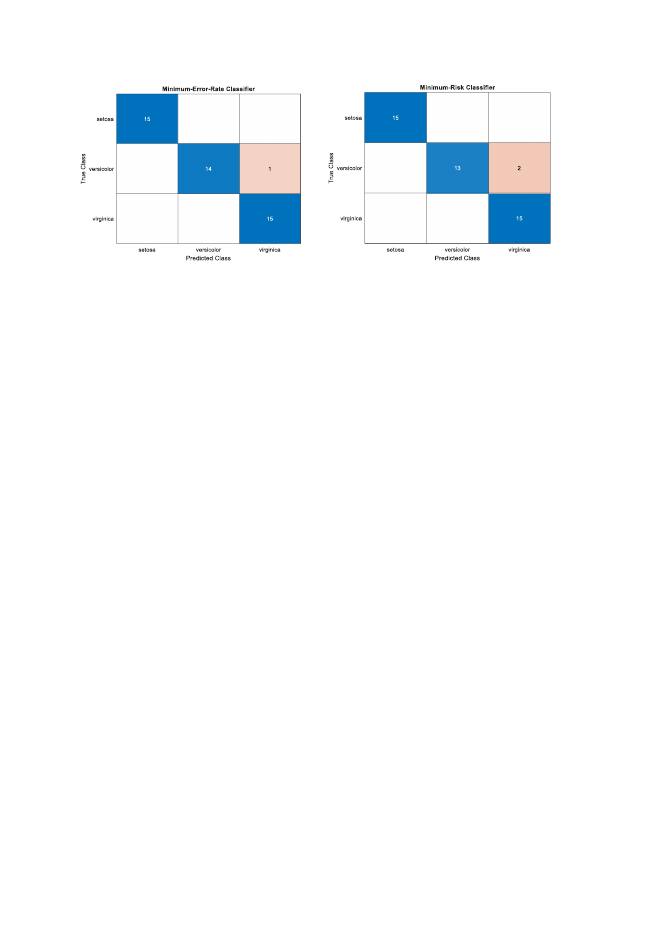 Minimum-Error-Rate Classifier
setosa
15
True Class
versicolor
14
1
virginica
15
setosa versicolor virginica
Predicted Class
Minimum-Risk Classifier
setosa
15
True Class
versicolor
13
2
virginica
15
setosa versicolor virginica
Predicted Class